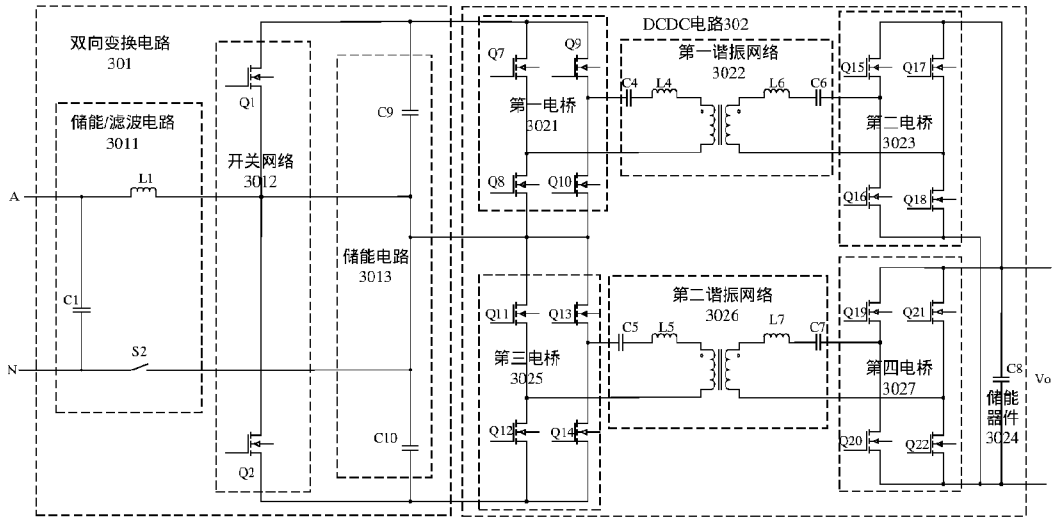 双向变换电路
301
储能/滤波电路
3011
A
L1
C1
N
S2
Q1
开关网络
3012
Q2
C9
储能电路
3013
C10
DCDC电路302
Q7
Q9
第一电桥
3021
Q8
Q10
第一谐振网络
3022
C4
L4
L6
C6
Q15
Q17
第二电桥
3023
Q16
Q18
Q11
Q13
第三电桥
3025
Q12
Q14
第二谐振网络
3026
C5
L5
L7
C7
Q19
Q21
第四电桥
3027
Q20
Q22
C8
储能
器件
3024
Vo